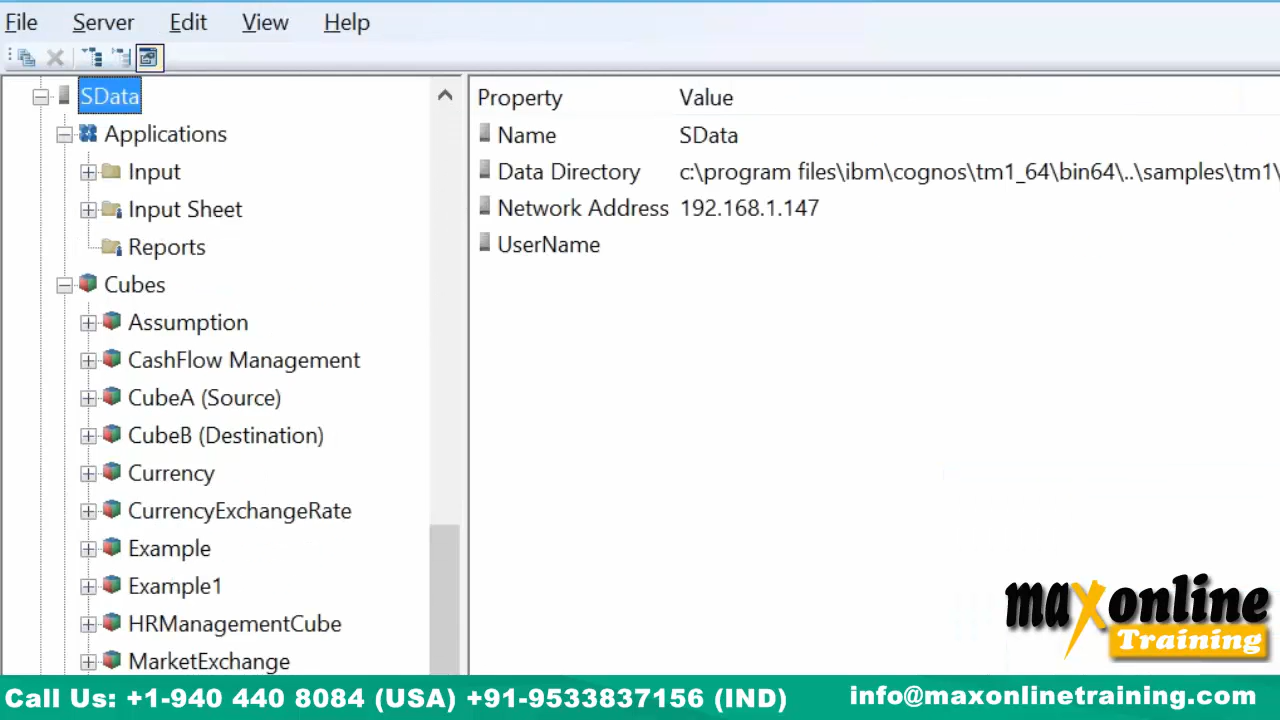 File Server Edit View Help
SData
Applications
Input
Input Sheet
Reports
Cubes
Assumption
CashFlow Management
CubeA (Source)
CubeB (Destination)
Currency
CurrencyExchangeRate
Example
Example1
HRManagementCube
MarketExchange
Property Value
Name SData
Data Directory c:\program files\ibm\cognos\tm1_64\bin64\..\samples\tm1\
Network Address 192.168.1.147
UserName
maxonline
Training
Call Us: +1-940 440 8084 (USA) +91-9533837156 (IND) info@maxonlinetraining.com